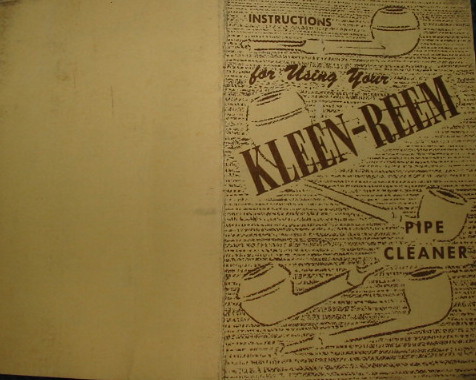 INSTRUCTIONS
for Using Your
KLEEN-REEM
PIPE
CLEANER